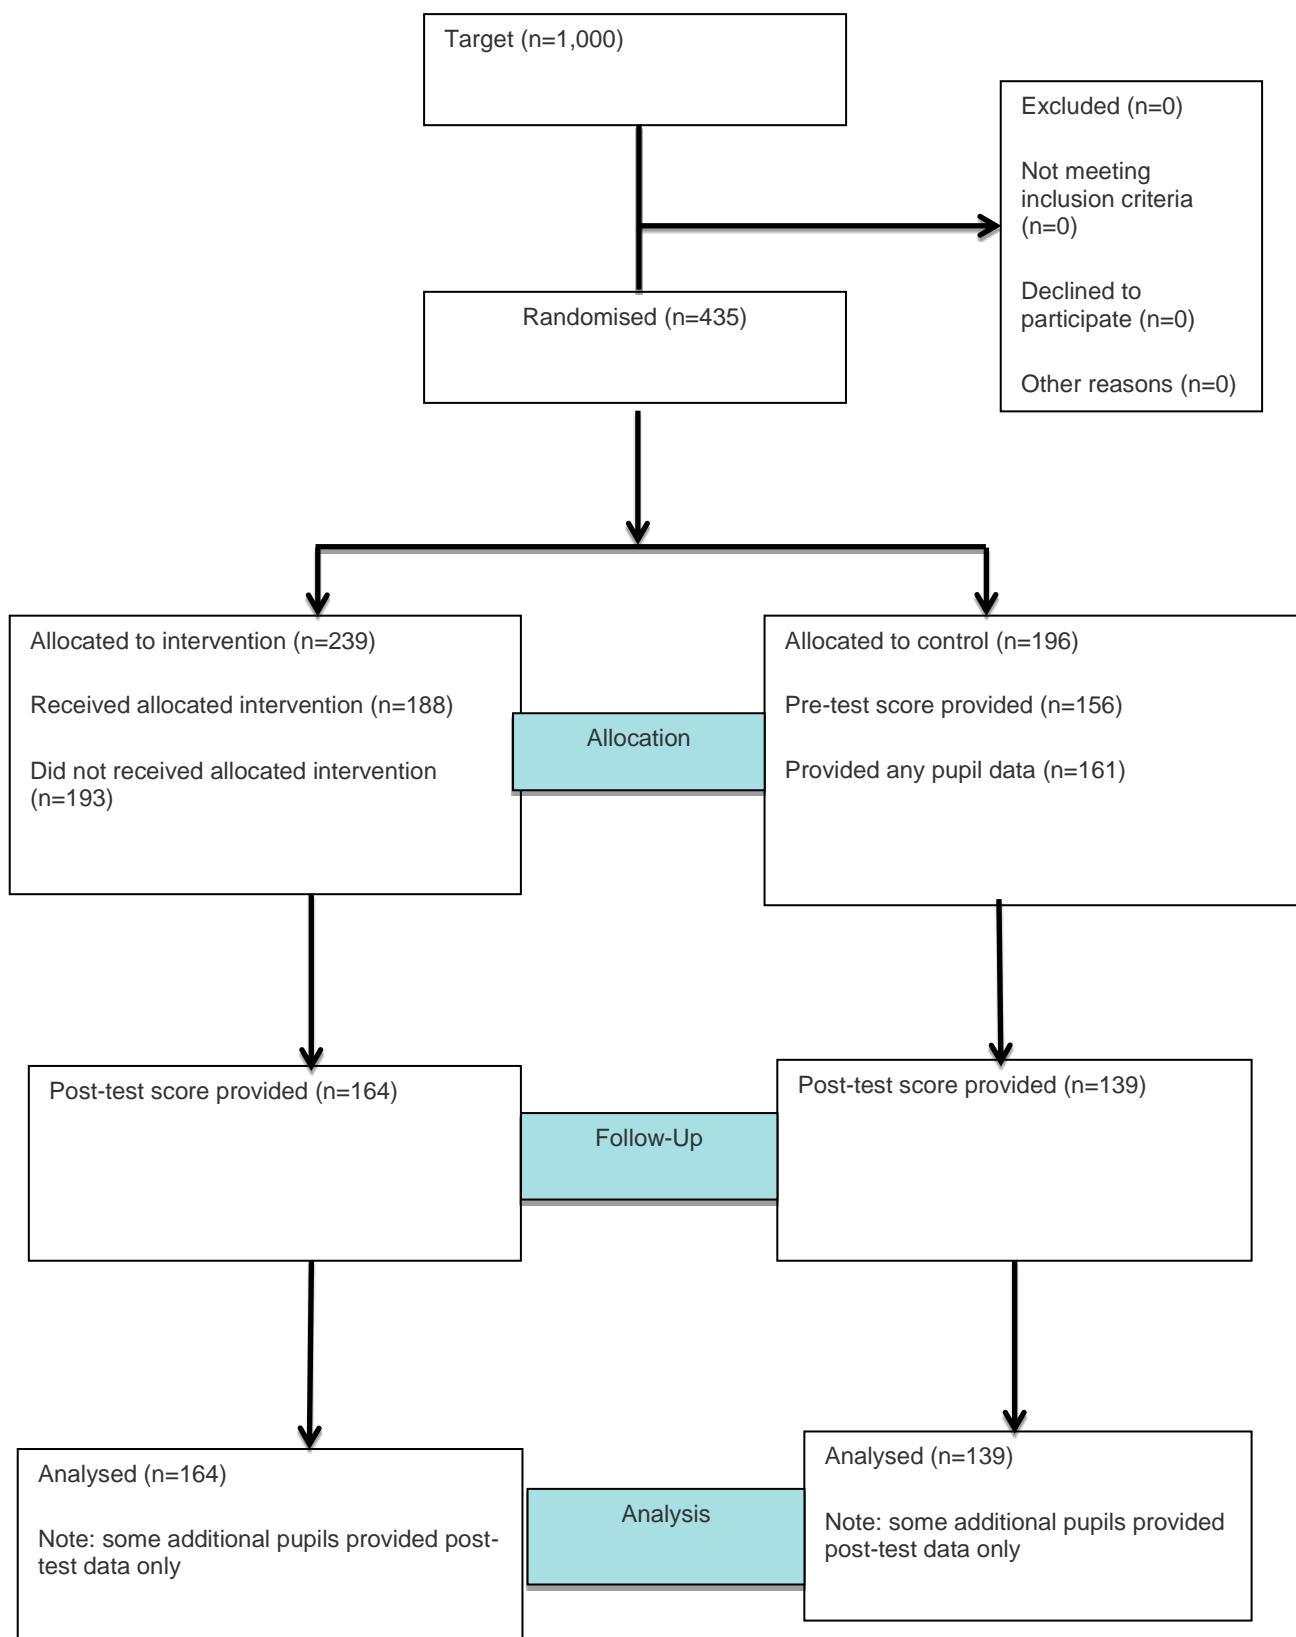 Target (n=1,000)
Excluded (n=0)
Not meeting
inclusion criteria
(n=0)
Declined to
participate (n=0)
Other reasons (n=0)
Randomised (n=435)
Allocated to intervention (n=239)
Received allocated intervention (n=188)
Did not received allocated intervention
(n=193)
Allocation
Allocated to control (n=196)
Pre-test score provided (n=156)
Provided any pupil data (n=161)
Post-test score provided (n=164)
Follow-Up
Post-test score provided (n=139)
Analysed (n=164)
Note: some additional pupils provided post-
test data only
Analysis
Analysed (n=139)
Note: some additional pupils provided
post-test data only